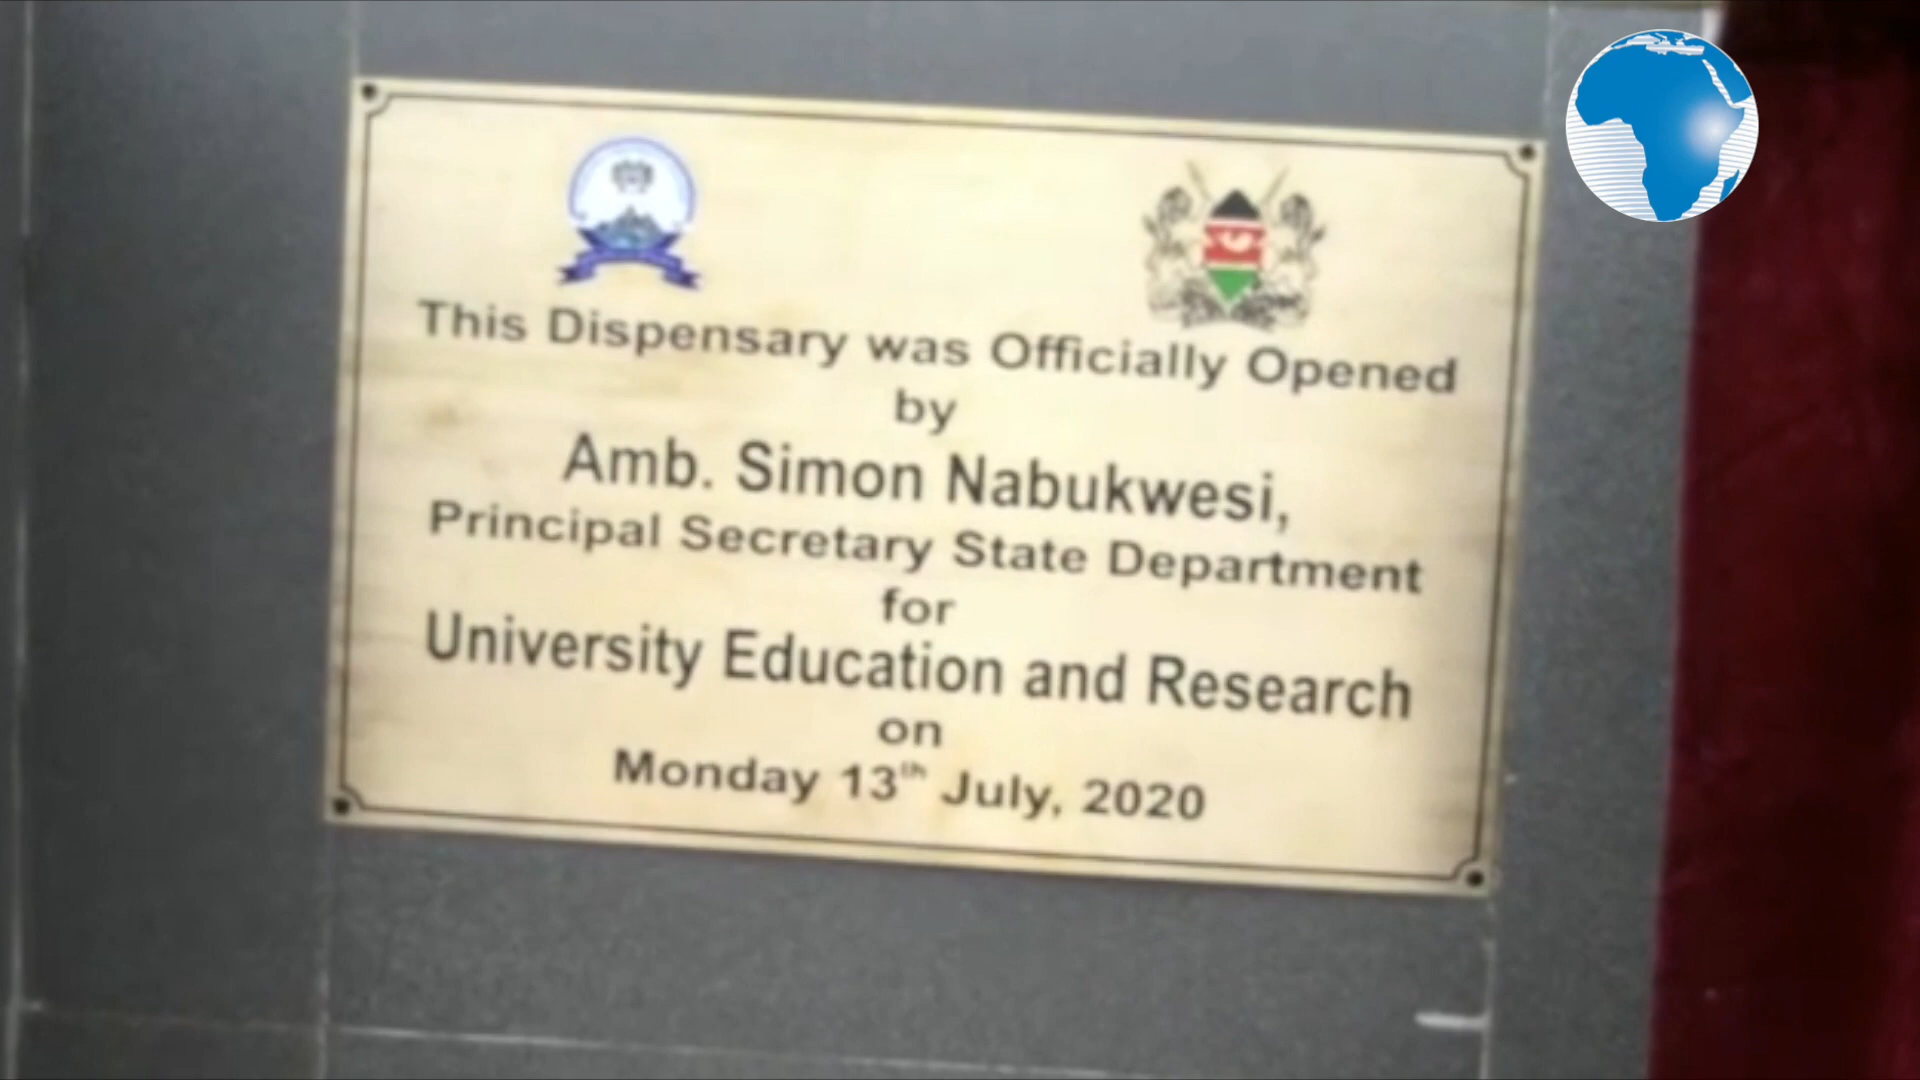 This Dispensary was Officially Opened
by
Amb. Simon Nabukwesi,
Principal Secretary State Department
for
University Education and Research
on
Monday 13th July, 2020